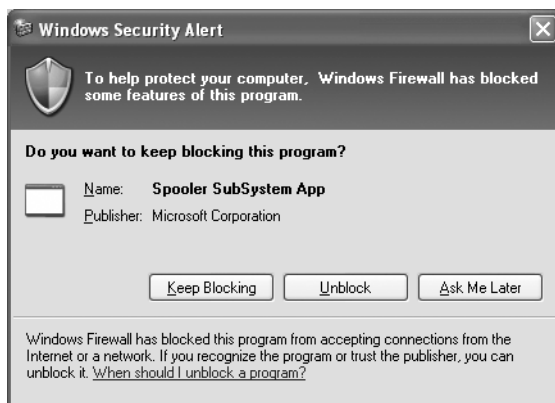 Windows Security Alert
To help protect your computer, Windows Firewall has blocked
some features of this program.
Do you want to keep blocking this program?
Name: Spooler SubSystem App
Publisher: Microsoft Corporation
Keep Blocking Unblock Ask Me Later
Windows Firewall has blocked this program from accepting connections from the
Internet or a network. If you recognize the program or trust the publisher, you can
unblock it. When should I unblock a program?